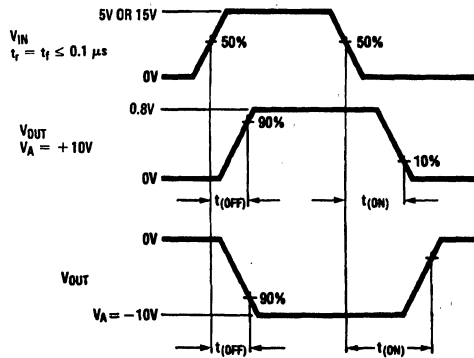 5V OR 15V
VIN
tr = tf ≤ 0.1 μs
50%
50%
0V
0.8V
VOUT
VA = +10V
90%
10%
0V
t(OFF)
t(ON)
0V
VOUT
90%
VA = −10V
t(OFF)
t(ON)